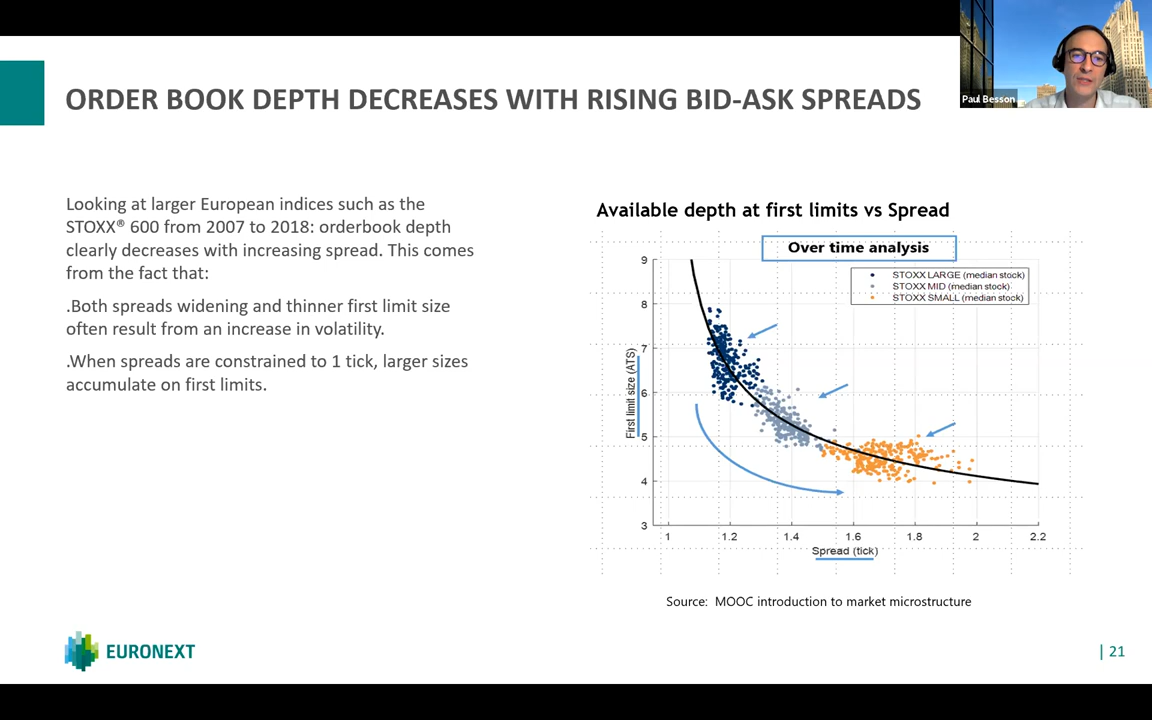 Paul Besson
ORDER BOOK DEPTH DECREASES WITH RISING BID-ASK SPREADS
Looking at larger European indices such as the
STOXX® 600 from 2007 to 2018: orderbook depth
clearly decreases with increasing spread. This comes
from the fact that:
.Both spreads widening and thinner first limit size
often result from an increase in volatility.
.When spreads are constrained to 1 tick, larger sizes
accumulate on first limits.
Available depth at first limits vs Spread
Over time analysis
STOXX LARGE (median stock)
STOXX MID (median stock)
STOXX SMALL (median stock)
First limit size (ATS)
9
8
7
6
5
4
3
1 1.2 1.4 1.6 1.8 2 2.2
Spread (tick)
Source: MOOC introduction to market microstructure
EURONEXT
| 21